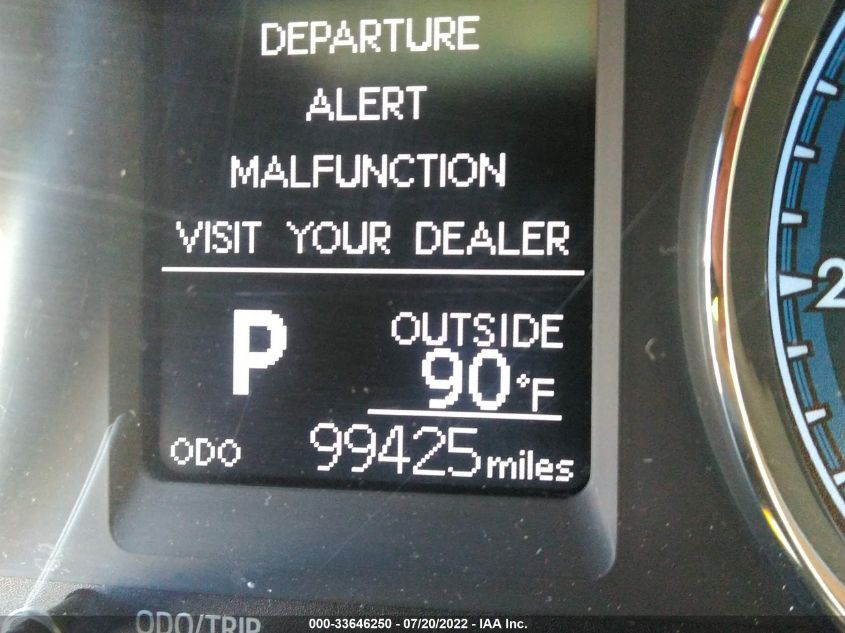 DEPARTURE
ALERT
MALFUNCTION
VISIT YOUR DEALER
P
OUTSIDE
90°F
ODO 99425 miles
2
ODO/TRIP
000-33646250 - 07/20/2022 - IAA Inc.